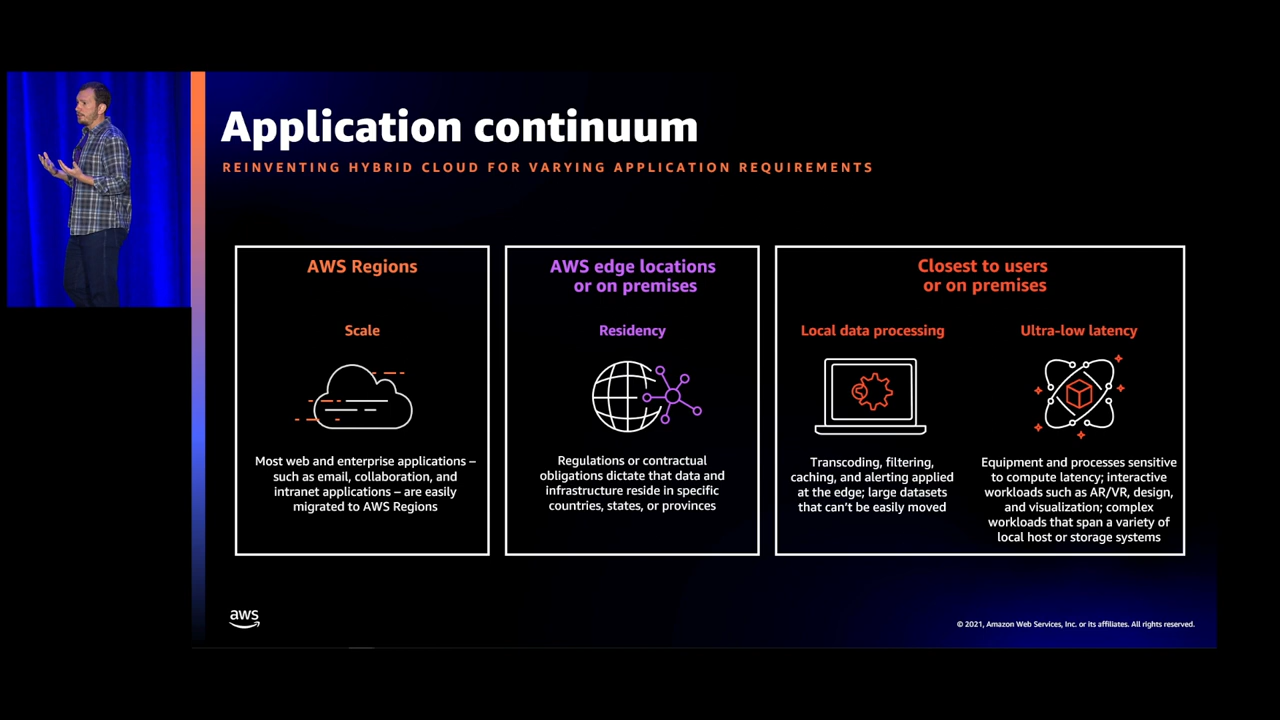 Application continuum
REINVENTING HYBRID CLOUD FOR VARYING APPLICATION REQUIREMENTS
AWS Regions
Scale
Most web and enterprise applications –
such as email, collaboration, and
intranet applications – are easily
migrated to AWS Regions
AWS edge locations
or on premises
Residency
Regulations or contractual
obligations dictate that data and
infrastructure reside in specific
countries, states, or provinces
Closest to users
or on premises
Local data processing
Transcoding, filtering,
caching, and alerting applied
at the edge; large datasets
that can't be easily moved
Ultra-low latency
Equipment and processes sensitive
to compute latency; interactive
workloads such as AR/VR, design,
and visualization; complex
workloads that span a variety of
local host or storage systems
aws
© 2021, Amazon Web Services, Inc. or its affiliates. All rights reserved.